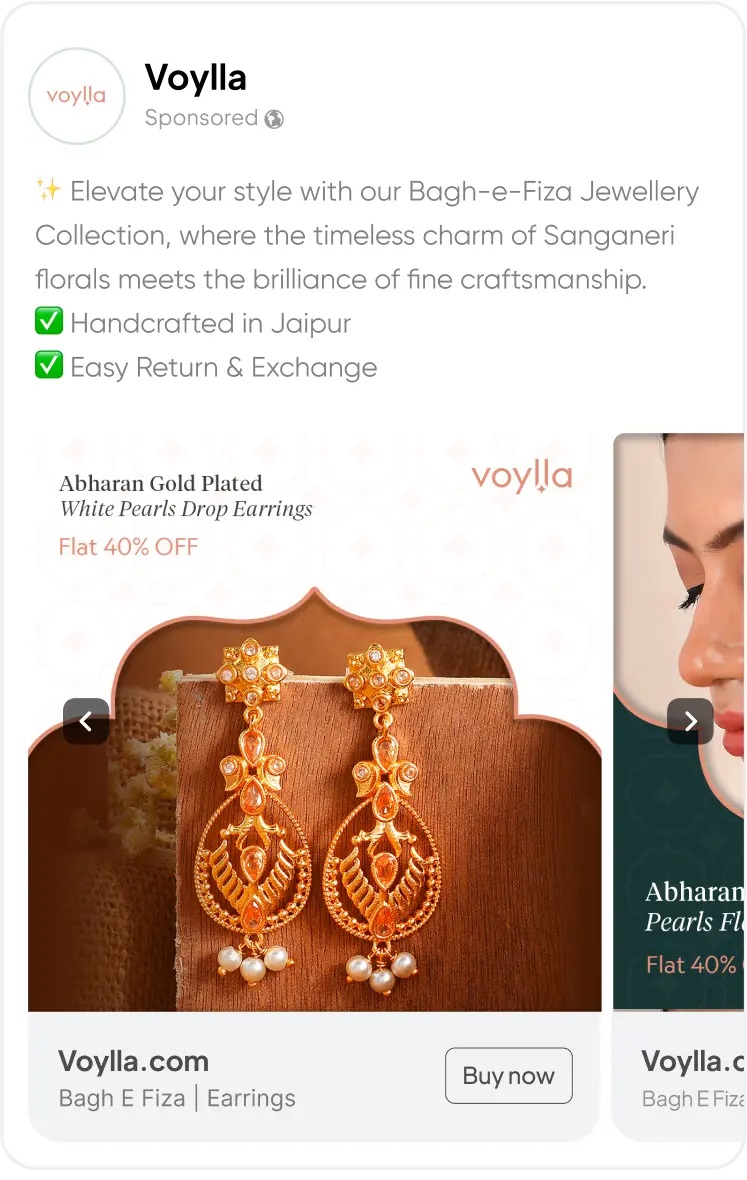 voylla
Voylla
Sponsored
✨ Elevate your style with our Bagh-e-Fiza Jewellery
Collection, where the timeless charm of Sanganeri
florals meets the brilliance of fine craftsmanship.
✅ Handcrafted in Jaipur
✅ Easy Return & Exchange
Abharan Gold Plated
White Pearls Drop Earrings
Flat 40% OFF
voylla
Voylla.com
Bagh E Fiza | Earrings
Buy now
Abharan
Pearls
Flat 40%
Bagh E Fiza